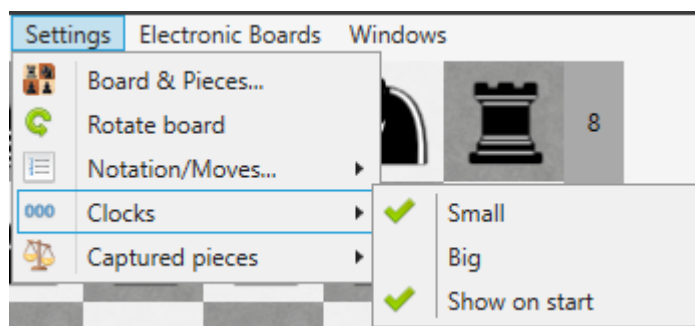 Settings Electronic Boards Windows
Board & Pieces...
Rotate board
8
Notation/Moves...
000 Clocks
Small
Captured pieces
Big
Show on start